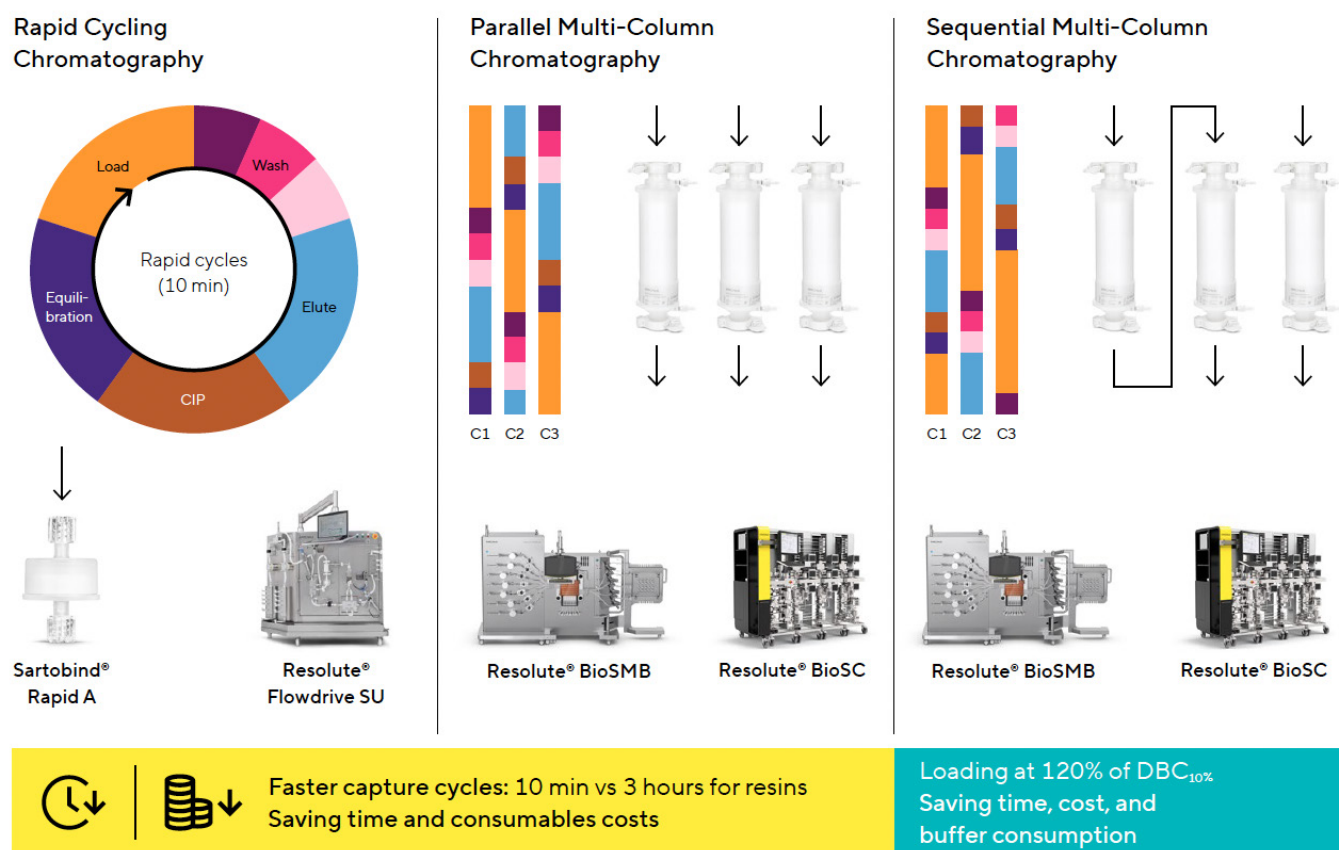 Rapid Cycling
Chromatography
Load
Wash
Elute
CIP
Equili-
bration
Rapid cycles
(10 min)
Sartobind®
Rapid A
Resolute®
Flowdrive SU
Parallel Multi-Column
Chromatography
C1 C2 C3
Resolute® BioSMB
Resolute® BioSC
Sequential Multi-Column
Chromatography
C1 C2 C3
Resolute® BioSMB
Resolute® BioSC
Faster capture cycles: 10 min vs 3 hours for resins
Saving time and consumables costs
Loading at 120% of DBC10%
Saving time, cost, and
buffer consumption